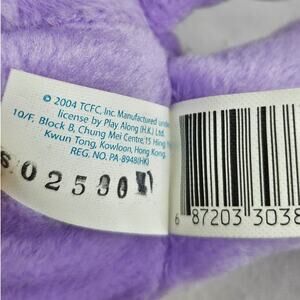 © 2004 TCFC, Inc. Manufactured under
license by Play Along (H.K.) Ltd.
10/F, Block B, Chung Mei Centre, 15 Hing
Kwun Tong, Kowloon, Hong Kong.
REG. NO. PA-8948(HK)
S02590
6 87203 3038